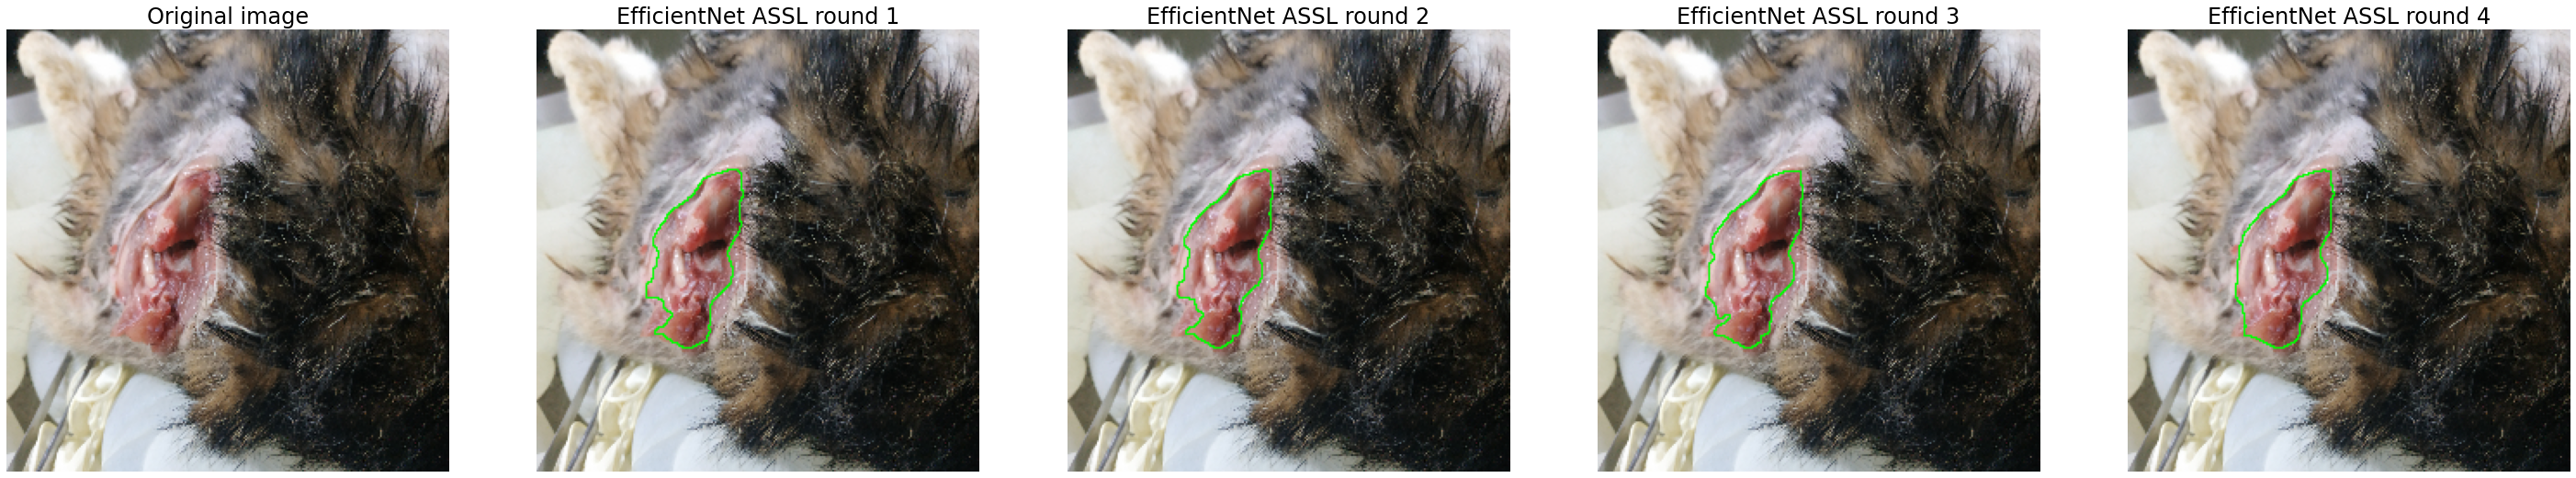 Original image
EfficientNet ASSL round 1
EfficientNet ASSL round 2
EfficientNet ASSL round 3
EfficientNet ASSL round 4